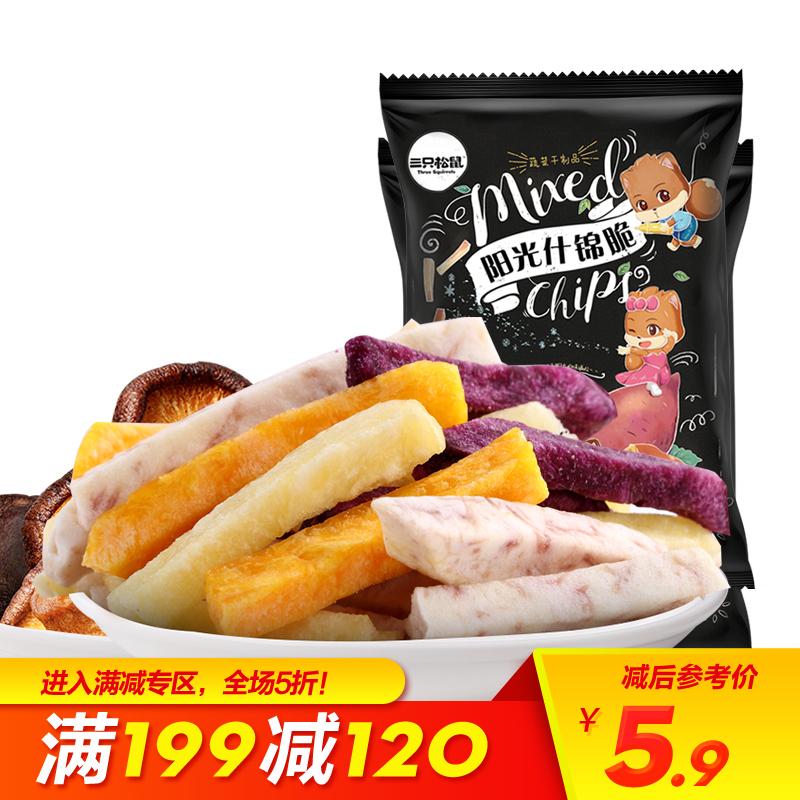 三只松鼠
Three Squirrels
蔬菜干制品
Mixed
阳光什锦脆
Chips
进入满减专区，全场5折！
满199减120
减后参考价
¥5.9